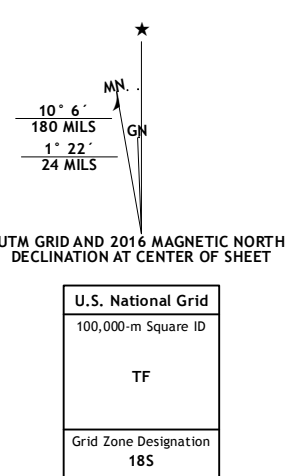 ★
MN
10° 6´
180 MILS
GN
1° 22´
24 MILS
UTM GRID AND 2016 MAGNETIC NORTH
DECLINATION AT CENTER OF SHEET
U.S. National Grid
100,000-m Square ID
TF
Grid Zone Designation
18S